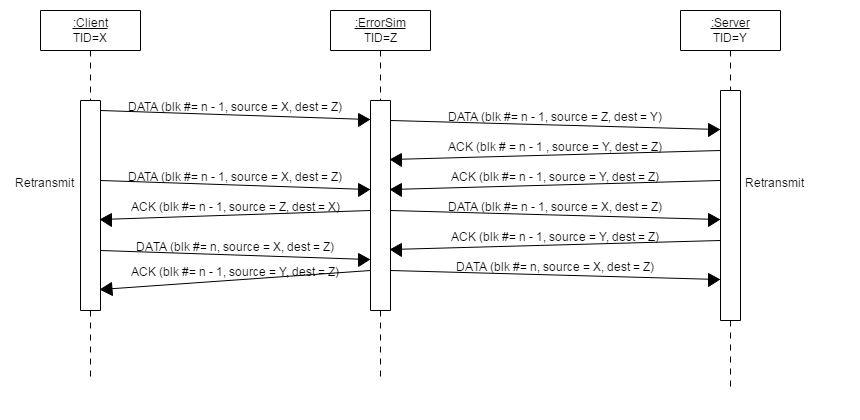 :Client
TID=X
:ErrorSim
TID=Z
:Server
TID=Y
DATA (blk #= n - 1, source = X, dest = Z)
DATA (blk #= n - 1, source = Z, dest = Y)
ACK (blk # = n - 1 , source = Y, dest = Z)
Retransmit
DATA (blk #= n - 1, source = X, dest = Z)
ACK (blk #= n - 1, source = Y, dest = Z)
Retransmit
ACK (blk #= n - 1, source = Z, dest = X)
DATA (blk #= n - 1, source = X, dest = Z)
DATA (blk #= n, source = X, dest = Z)
ACK (blk #= n - 1, source = Y, dest = Z)
ACK (blk #= n - 1, source = Y, dest = Z)
DATA (blk #= n, source = X, dest = Z)